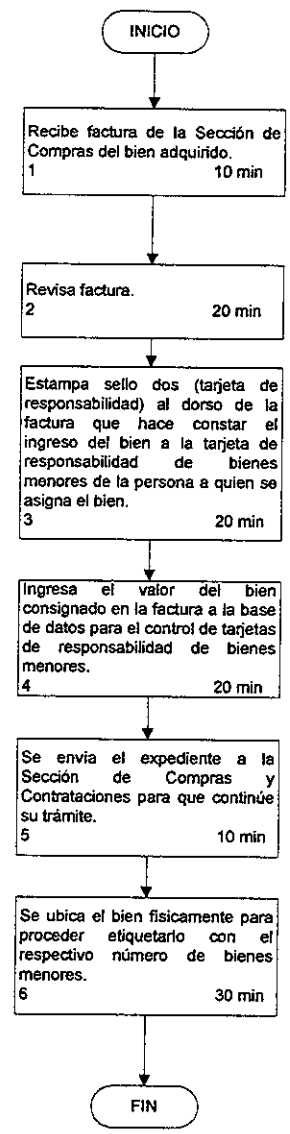 INICIO
Recibe factura de la Sección de
Compras del bien adquirido.
1 10 min
Revisa factura.
2 20 min
Estampa sello dos (tarjeta de
responsabilidad) al dorso de la
factura que hace constar el
ingreso del bien a la tarjeta de
responsabilidad de bienes
menores de la persona a quien se
asigna el bien.
3 20 min
Ingresa el valor del bien
consignado en la factura a la base
de datos para el control de tarjetas
de responsabilidad de bienes
menores.
4 20 min
Se envia el expediente a la
Sección de Compras y
Contrataciones para que continúe
su trámite.
5 10 min
Se ubica el bien fisicamente para
proceder etiquetarlo con el
respectivo número de bienes
menores.
6 30 min
FIN